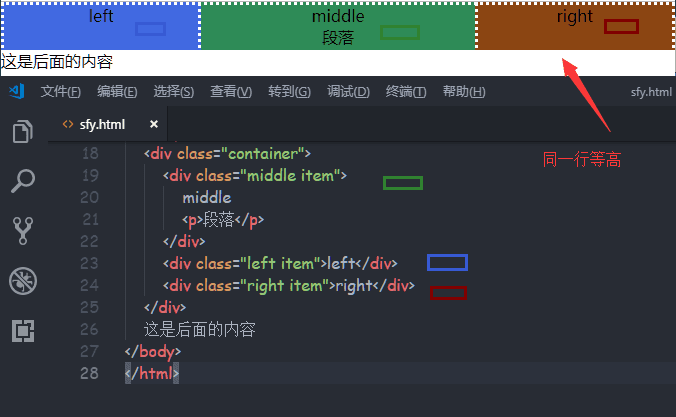 left middle right
段落
这是后面的内容
文件(F) 编辑(E) 选择(S) 查看(V) 转到(G) 调试(D) 终端(T) 帮助(H) sfy.html
<> sfy.html ×
同一行等高
18 <div class="container">
19 <div class="middle item">
20 middle
21 <p>段落</p>
22 </div>
23 <div class="left item">left</div>
24 <div class="right item">right</div>
25 </div>
26 这是后面的内容
27 </body>
28 </html>